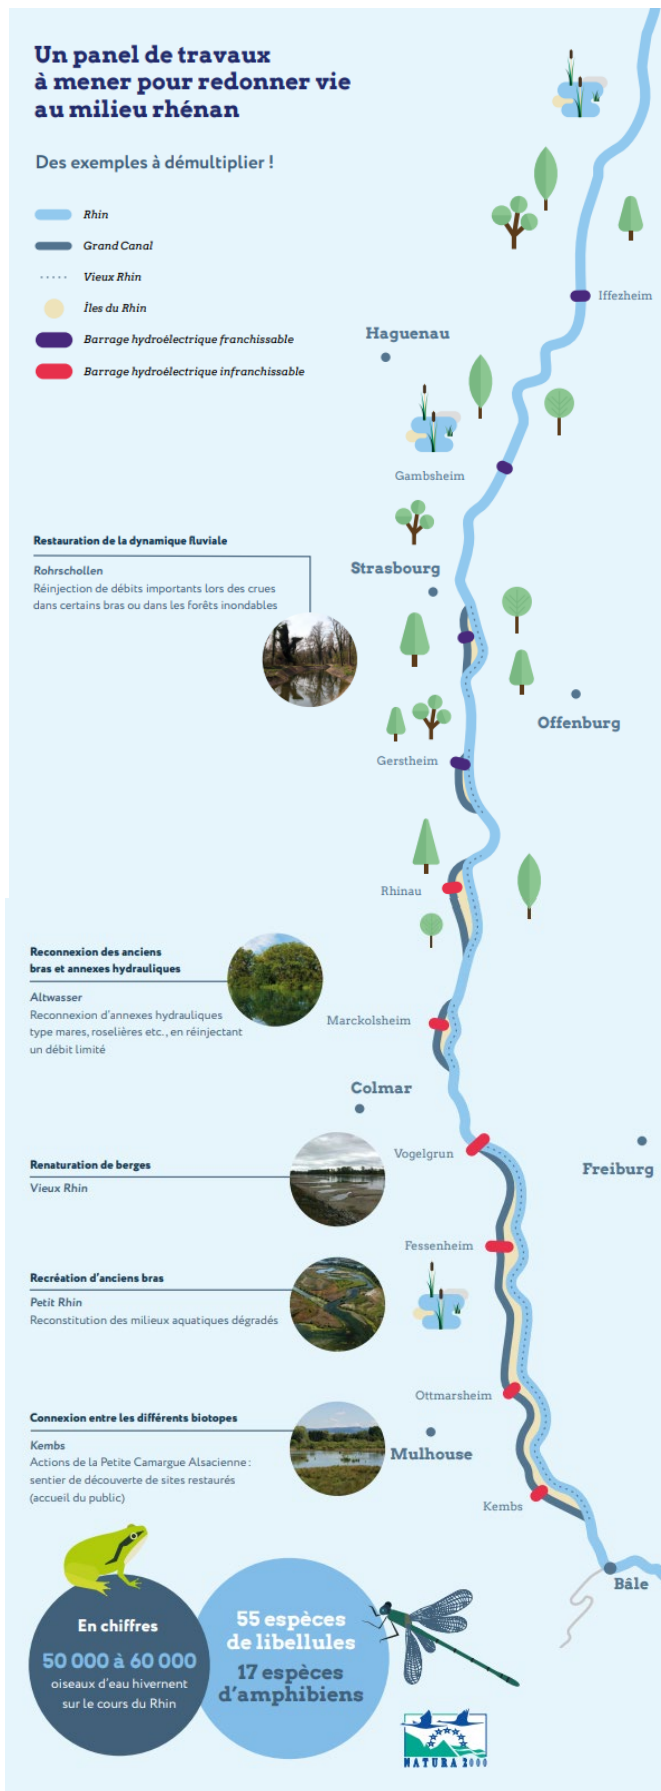 Un panel de travaux
à mener pour redonner vie
au milieu rhénan
Des exemples à démultiplier !
Rhin
Grand Canal
Vieux Rhin
Îles du Rhin
Barrage hydroélectrique franchissable
Barrage hydroélectrique infranchissable
Iffezheim
Haguenau
Gambsheim
Restauration de la dynamique fluviale
Rohrschollen
Réinjection de débits importants lors des crues
dans certains bras ou dans les forêts inondables
Strasbourg
Offenburg
Gerstheim
Rhinau
Reconnexion des anciens
bras et annexes hydrauliques
Altwasser
Reconnexion d'annexes hydrauliques
type mares, roselières etc., en réinjectant
un débit limité
Marckolsheim
Colmar
Vogelgrun
Freiburg
Renaturation de berges
Vieux Rhin
Fessenheim
Recréation d'anciens bras
Petit Rhin
Reconstitution des milieux aquatiques dégradés
Ottmarsheim
Connexion entre les différents biotopes
Kembs
Actions de la Petite Camargue Alsacienne :
sentier de découverte de sites restaurés
(accueil du public)
Mulhouse
Kembs
Bâle
En chiffres
50 000 à 60 000
oiseaux d'eau hivernent
sur le cours du Rhin
55 espèces
de libellules
17 espèces
d'amphibiens
NATURA 2000